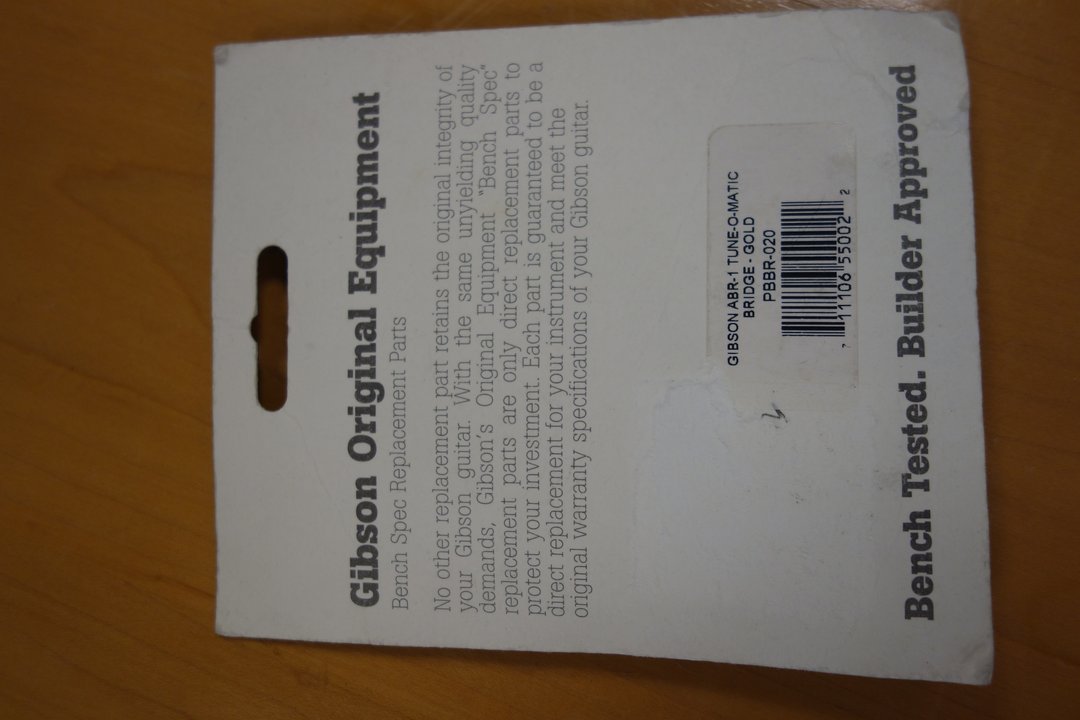 Gibson Original Equipment
Bench Spec Replacement Parts
No other replacement part retains the original integrity of
your Gibson guitar. With the same unyielding quality
demands, Gibson's Original Equipment "Bench Spec"
replacement parts are only direct replacement parts to
protect your investment. Each part is guaranteed to be a
direct replacement for your instrument and meet the
original warranty specifications of your Gibson guitar.
GIBSON ABR-1 TUNE-O-MATIC
BRIDGE - GOLD
PBBR-020
7 11106 55002 2
Bench Tested. Builder Approved